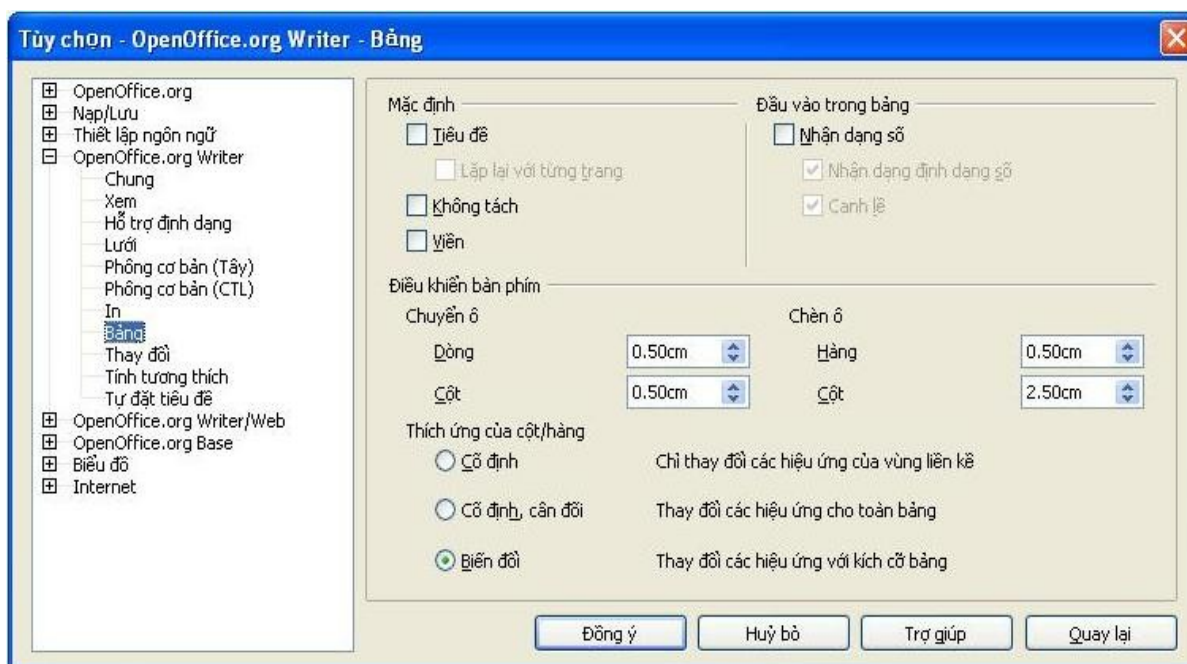 Tùy chọn - OpenOffice.org Writer - Bảng
OpenOffice.org
Nạp/Lưu
Thiết lập ngôn ngữ
OpenOffice.org Writer
Chung
Xem
Hỗ trợ định dạng
Lưới
Phông cơ bản (Tây)
Phông cơ bản (CTL)
In
Bảng
Thay đổi
Tính tương thích
Tự đặt tiêu đề
OpenOffice.org Writer/Web
OpenOffice.org Base
Biểu đồ
Internet
Mặc định
Tiêu đề
Lặp lại với từng trang
Không tách
Viền
Đầu vào trong bảng
Nhận dạng số
Nhận dạng định dạng số
Canh lề
Điều khiển bàn phím
Chuyển ô
Dòng 0.50cm
Cột 0.50cm
Chèn ô
Hàng 0.50cm
Cột 2.50cm
Thích ứng của cột/hàng
Cố định Chỉ thay đổi các hiệu ứng của vùng liền kề
Cố định, cân đối Thay đổi các hiệu ứng cho toàn bảng
Biến đổi Thay đổi các hiệu ứng với kích cỡ bảng
Đồng ý Huỷ bỏ Trợ giúp Quay lại